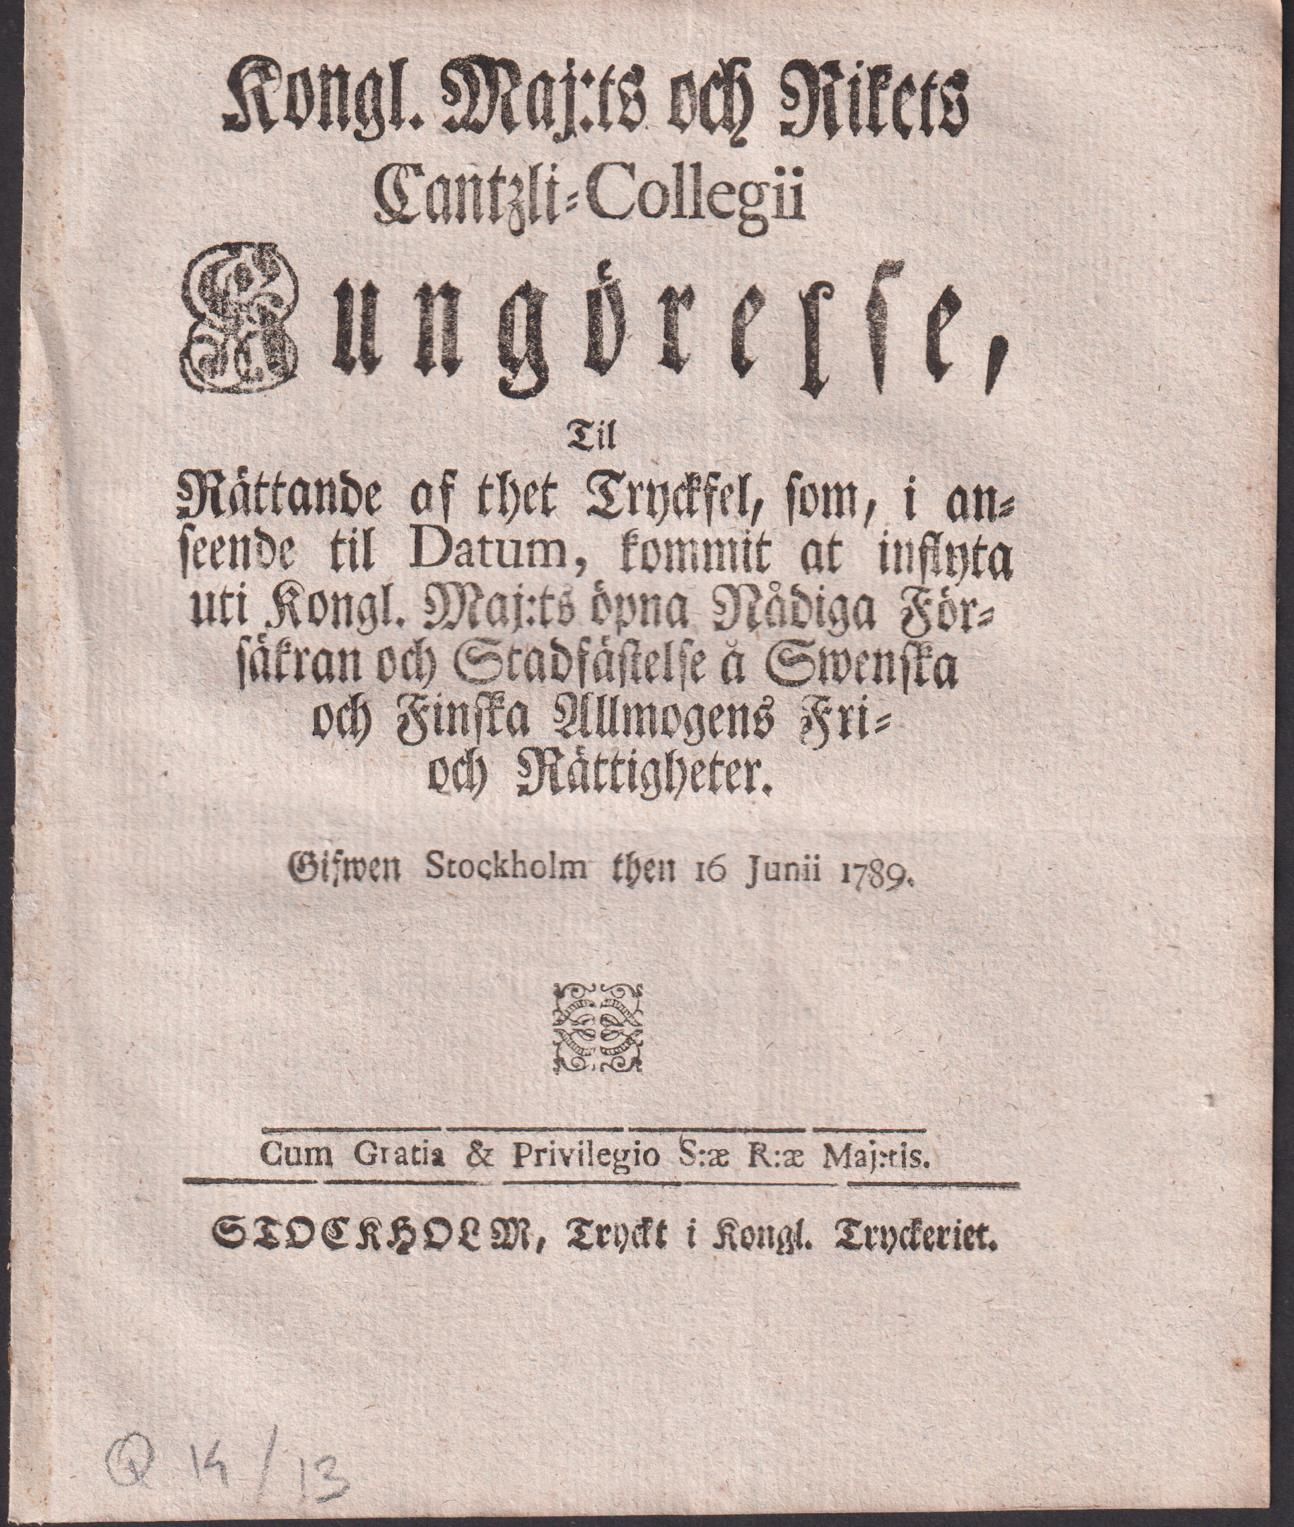 Kongl. Maj:ts och Rikets
Cantzli-Collegii
Kungörelse,
Til
Rättande af thet Tryckfel, som, i an-
seende til Datum, kommit at inflyta
uti Kongl. Maj:ts öpna Nådiga För-
säkran och Stadfästelse å Swenska
och Finska Allmogens Fri-
och Rättigheter.
Gifwen Stockholm then 16 Junii 1789.
Cum Gratia & Privilegio S:æ R:æ Maj:tis.
STOCKHOLM, Tryckt i Kongl. Tryckeriet.
Q 14/13